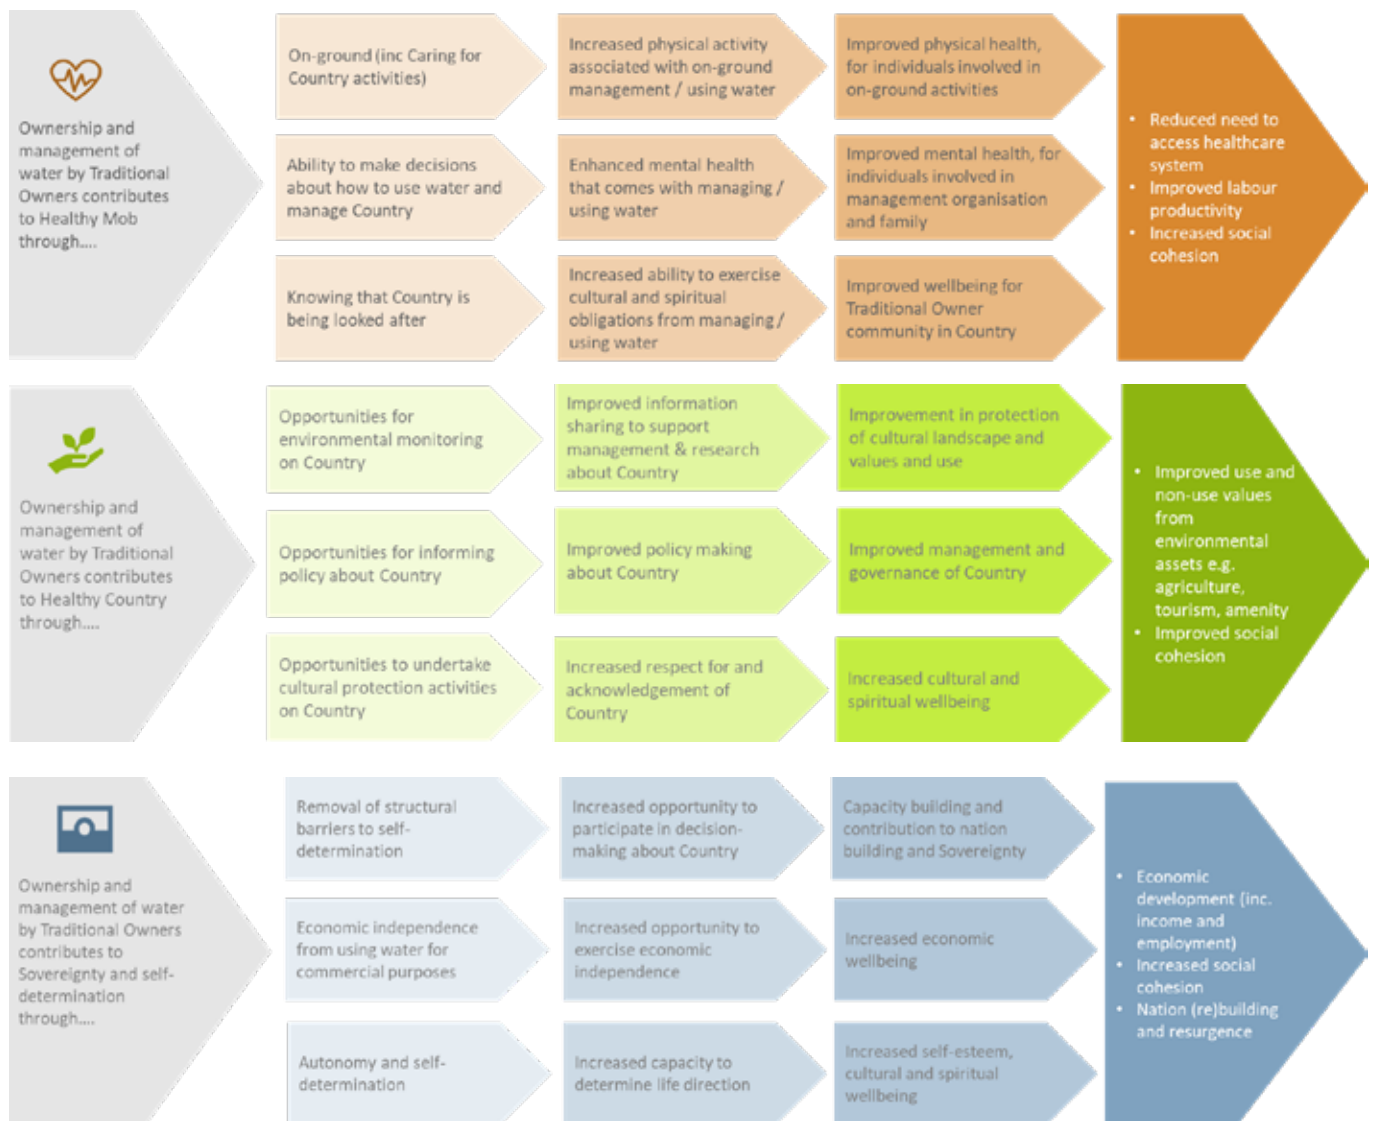 Ownership and
management of
water by Traditional
Owners contributes
to Healthy Mob
through....
On-ground (inc Caring for
Country activities)
Increased physical activity
associated with on-ground
management / using water
Improved physical health,
for individuals involved in
on-ground activities
Ability to make decisions
about how to use water and
manage Country
Enhanced mental health
that comes with managing /
using water
Improved mental health, for
individuals involved in
management organisation
and family
Knowing that Country is
being looked after
Increased ability to exercise
cultural and spiritual
obligations from managing /
using water
Improved wellbeing for
Traditional Owner
community in Country
• Reduced need to
access healthcare
system
• Improved labour
productivity
• Increased social
cohesion
Ownership and
management of
water by Traditional
Owners contributes
to Healthy Country
through....
Opportunities for
environmental monitoring
on Country
Improved information
sharing to support
management & research
about Country
Improvement in protection
of cultural landscape and
values and use
Opportunities for informing
policy about Country
Improved policy making
about Country
Improved management and
governance of Country
Opportunities to undertake
cultural protection activities
on Country
Increased respect for and
acknowledgement of
Country
Increased cultural and
spiritual wellbeing
• Improved use and
non-use values
from
environmental
assets e.g.
agriculture,
tourism, amenity
• Improved social
cohesion
Ownership and
management of water
by Traditional Owners
contributes to
Sovereignty and self-
determination
through....
Removal of structural
barriers to self-
determination
Increased opportunity to
participate in decision-
making about Country
Capacity building and
contribution to nation
building and Sovereignty
Economic independence
from using water for
commercial purposes
Increased opportunity to
exercise economic
independence
Increased economic
wellbeing
Autonomy and self-
determination
Increased capacity to
determine life direction
Increased self-esteem,
cultural and spiritual
wellbeing
• Economic
development (inc.
income and
employment)
• Increased social
cohesion
• Nation (re)building
and resurgence